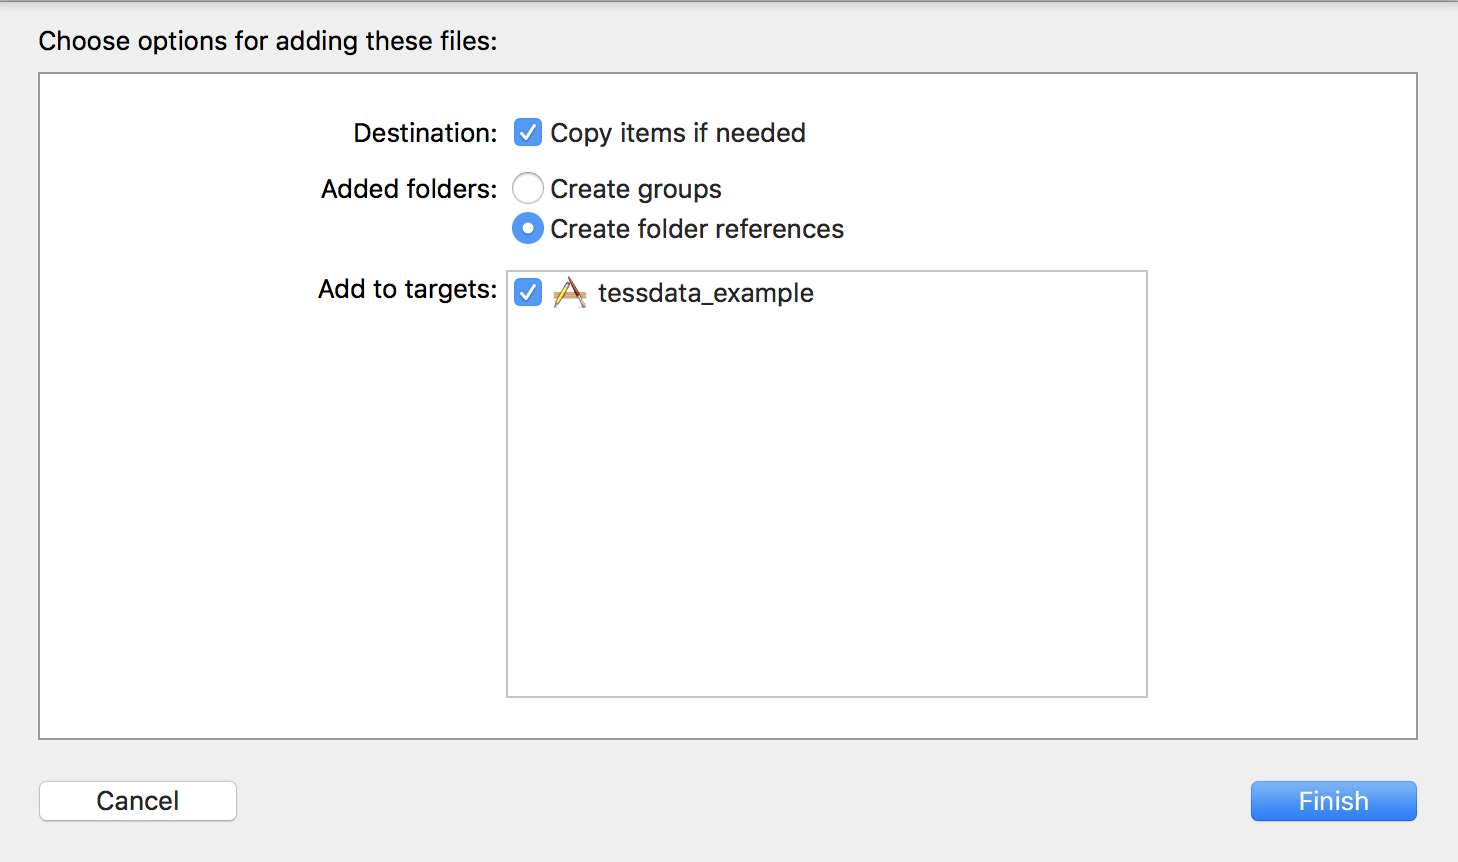 Choose options for adding these files:
Destination: Copy items if needed
Added folders: Create groups
Create folder references
Add to targets: tessdata_example
Cancel Finish